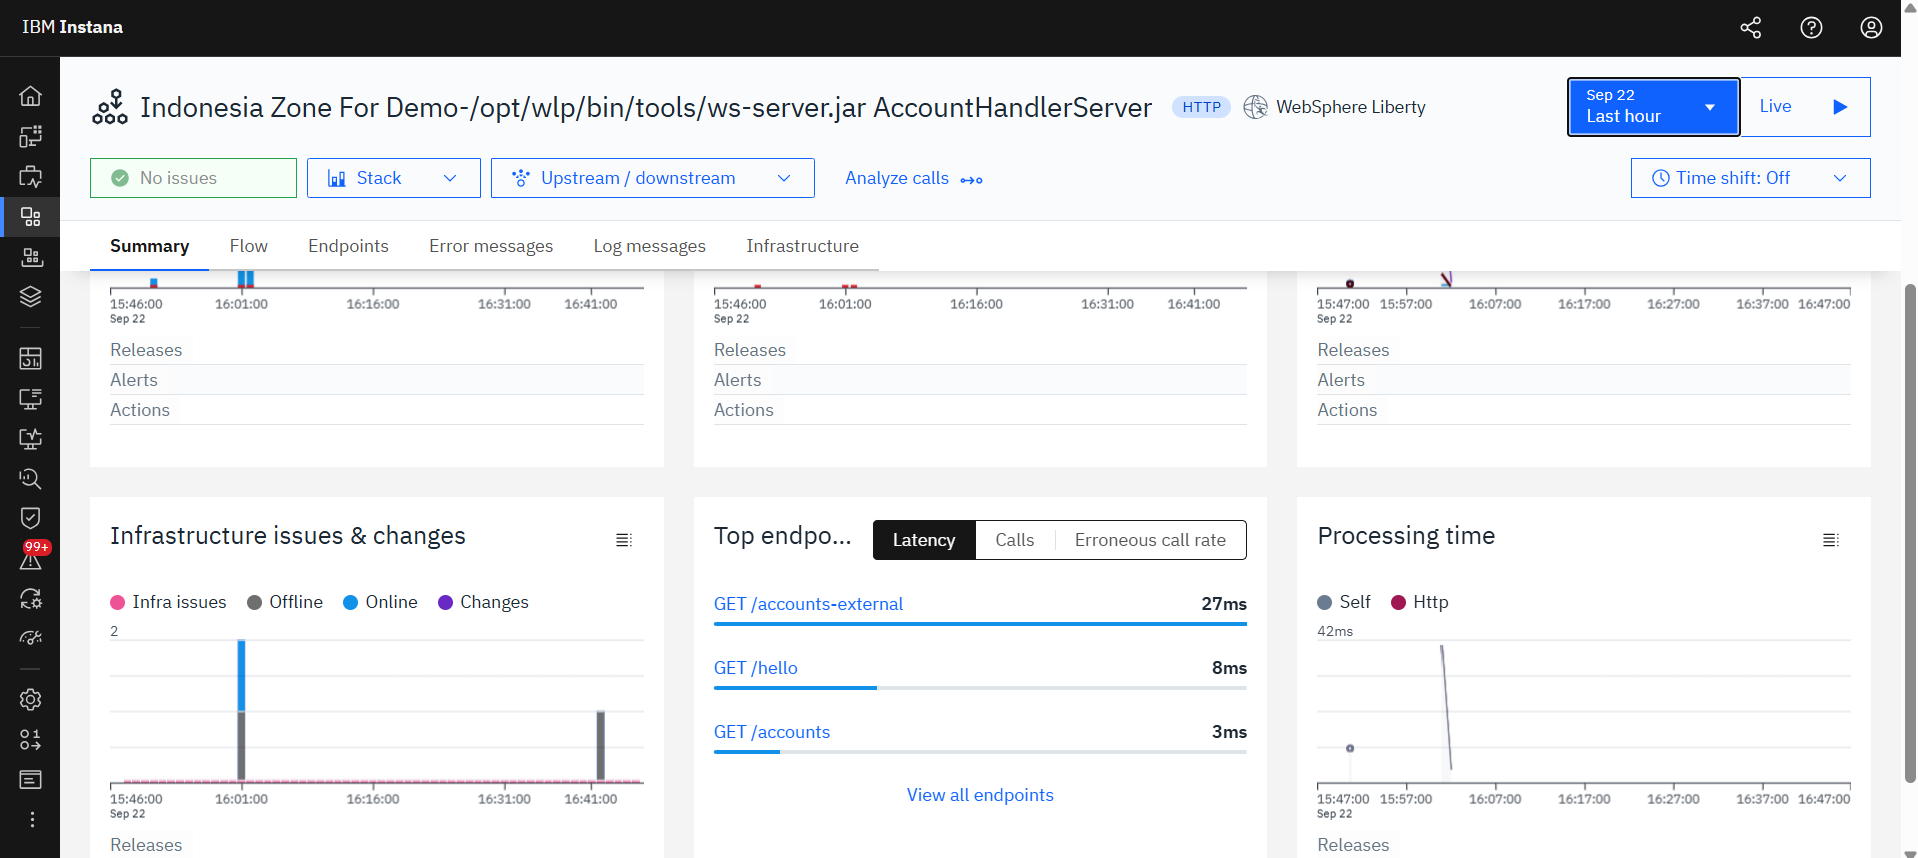 IBM Instana
Indonesia Zone For Demo-/opt/wlp/bin/tools/ws-server.jar AccountHandlerServer
HTTP
WebSphere Liberty
Sep 22
Last hour
Live
No issues
Stack
Upstream / downstream
Analyze calls
Time shift: Off
Summary
Flow
Endpoints
Error messages
Log messages
Infrastructure
15:46:00 16:01:00 16:16:00 16:31:00 16:41:00
Sep 22
Releases
Alerts
Actions
15:46:00 16:01:00 16:16:00 16:31:00 16:41:00
Sep 22
Releases
Alerts
Actions
15:47:00 15:57:00 16:07:00 16:17:00 16:27:00 16:37:00 16:47:00
Sep 22
Releases
Alerts
Actions
99+
Infrastructure issues & changes
Infra issues Offline Online Changes
2
15:46:00 16:01:00 16:16:00 16:31:00 16:41:00
Sep 22
Releases
Top endpo...
Latency Calls Erroneous call rate
GET /accounts-external 27ms
GET /hello 8ms
GET /accounts 3ms
View all endpoints
Processing time
Self Http
42ms
15:47:00 15:57:00 16:07:00 16:17:00 16:27:00 16:37:00 16:47:00
Sep 22
Releases